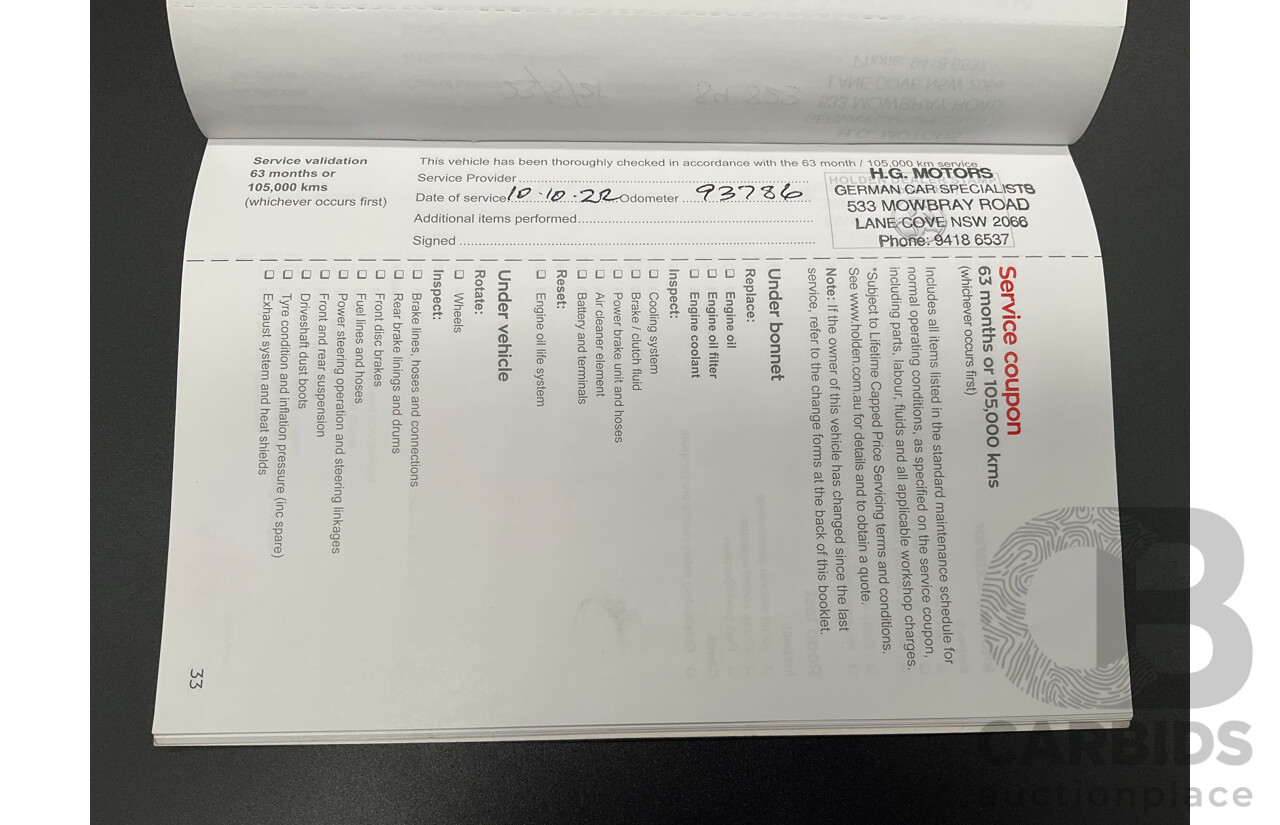 Service validation
63 months or
105,000 kms
(whichever occurs first)
This vehicle has been thoroughly checked in accordance with the 63 month / 105,000 km service.
Service Provider
Date of service 10.10.22 Odometer 93786
Additional items performed
Signed
HOLDEN DEALER STAMP
H.G. MOTORS
GERMAN CAR SPECIALISTS
533 MOWBRAY ROAD
LANE COVE NSW 2066
Phone: 9418 6537
Service coupon
63 months or 105,000 kms
(whichever occurs first)
Includes all items listed in the standard maintenance schedule for
normal operating conditions, as specified on the service coupon,
including parts, labour, fluids and all applicable workshop charges.
*Subject to Lifetime Capped Price Servicing terms and conditions.
See www.holden.com.au for details and to obtain a quote.
Note: If the owner of this vehicle has changed since the last
service, refer to the change forms at the back of this booklet.
Under bonnet
Replace:
❑ Engine oil
❑ Engine oil filter
❑ Engine coolant
Inspect:
❑ Cooling system
❑ Brake / clutch fluid
❑ Power brake unit and hoses
❑ Air cleaner element
❑ Battery and terminals
Reset:
❑ Engine oil life system
Under vehicle
Rotate:
❑ Wheels
Inspect:
❑ Brake lines, hoses and connections
❑ Rear brake linings and drums
❑ Front disc brakes
❑ Fuel lines and hoses
❑ Power steering operation and steering linkages
❑ Front and rear suspension
❑ Driveshaft dust boots
❑ Tyre condition and inflation pressure (inc spare)
❑ Exhaust system and heat shields
33
CARBIDS
auctionplace